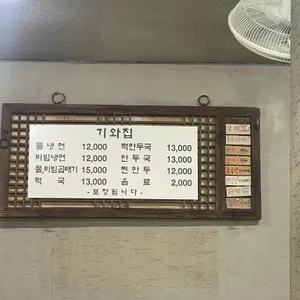 기와집
물냉면 12,000 떡만두국 13,000
비빔냉면 12,000 만두국 13,000
물,비빔곱배기 15,000 찐만두 12,000
떡국 13,000 음료 2,000
- 포장됩니다 -